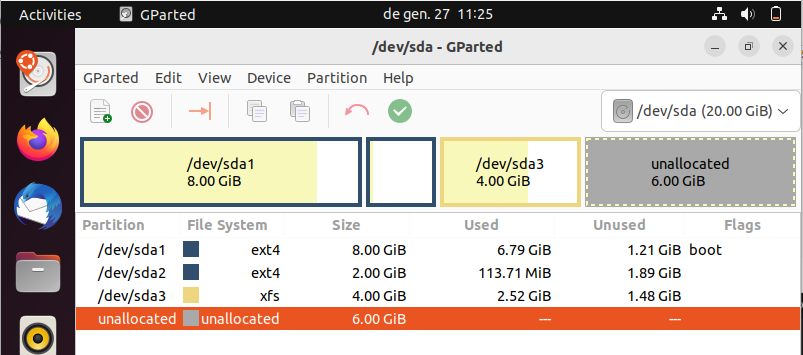 Activities GParted de gen. 27 11:25
/dev/sda - GParted
GParted Edit View Device Partition Help
/dev/sda (20.00 GiB)
/dev/sda1 /dev/sda3 unallocated
8.00 GiB 4.00 GiB 6.00 GiB
Partition File System Size Used Unused Flags
/dev/sda1 ext4 8.00 GiB 6.79 GiB 1.21 GiB boot
/dev/sda2 ext4 2.00 GiB 113.71 MiB 1.89 GiB
/dev/sda3 xfs 4.00 GiB 2.52 GiB 1.48 GiB
unallocated unallocated 6.00 GiB --- ---